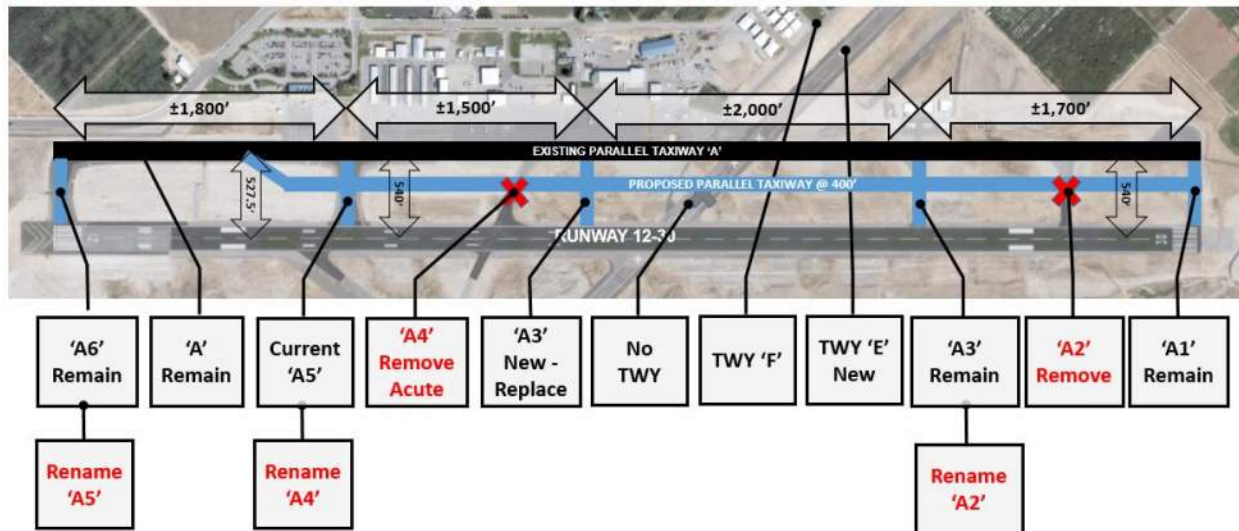 ±1,800’
±1,500’
±2,000’
±1,700’
EXISTING PARALLEL TAXIWAY ‘A’
527.5’
540’
PROPOSED PARALLEL TAXIWAY @ 400’
540’
RUNWAY 12-30
‘A6’
Remain
‘A’
Remain
Current
‘A5’
‘A4’
Remove
Acute
‘A3’
New -
Replace
No
TWY
TWY ‘F’
TWY ‘E’
New
‘A3’
Remain
‘A2’
Remove
‘A1’
Remain
Rename
‘A5’
Rename
‘A4’
Rename
‘A2’